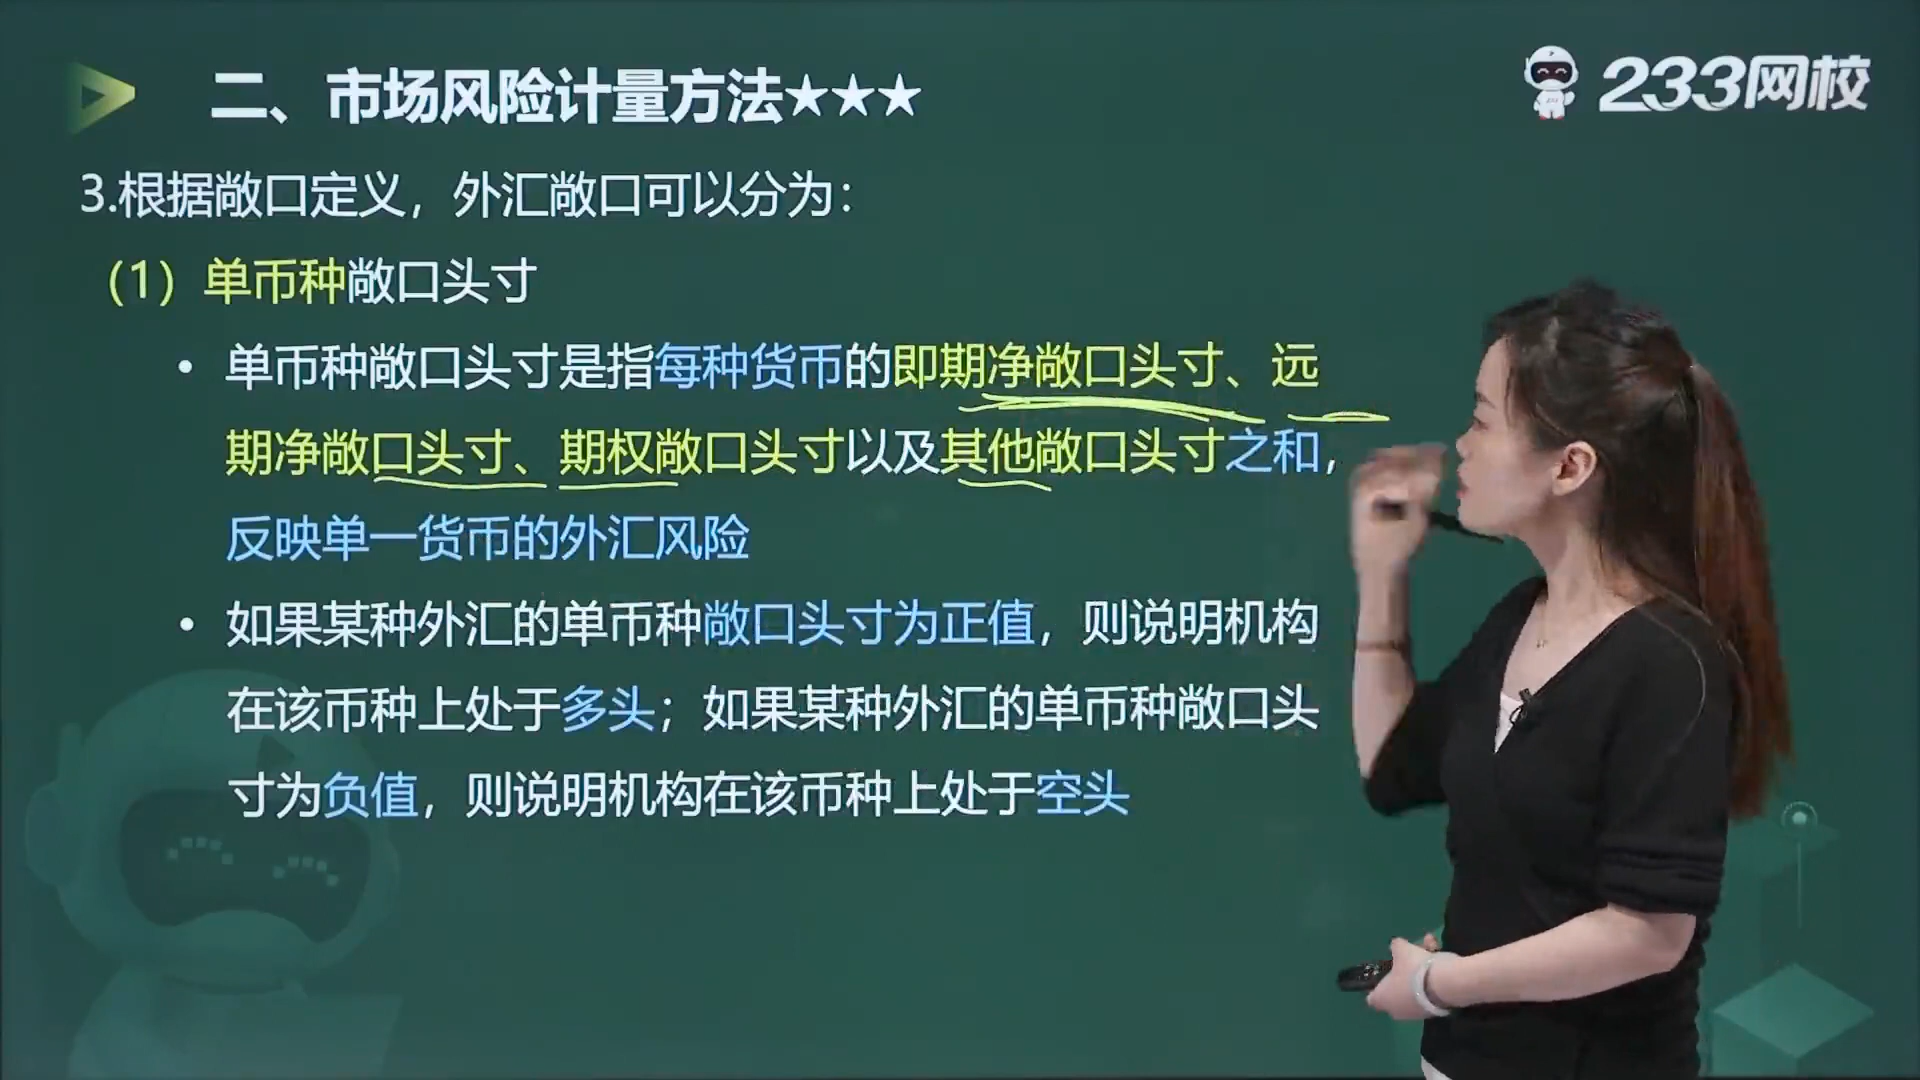 二、市场风险计量方法★★★
233网校
3.根据敞口定义，外汇敞口可以分为：
（1）单币种敞口头寸
• 单币种敞口头寸是指每种货币的即期净敞口头寸、远
期净敞口头寸、期权敞口头寸以及其他敞口头寸之和，
反映单一货币的外汇风险
• 如果某种外汇的单币种敞口头寸为正值，则说明机构
在该币种上处于多头；如果某种外汇的单币种敞口头
寸为负值，则说明机构在该币种上处于空头